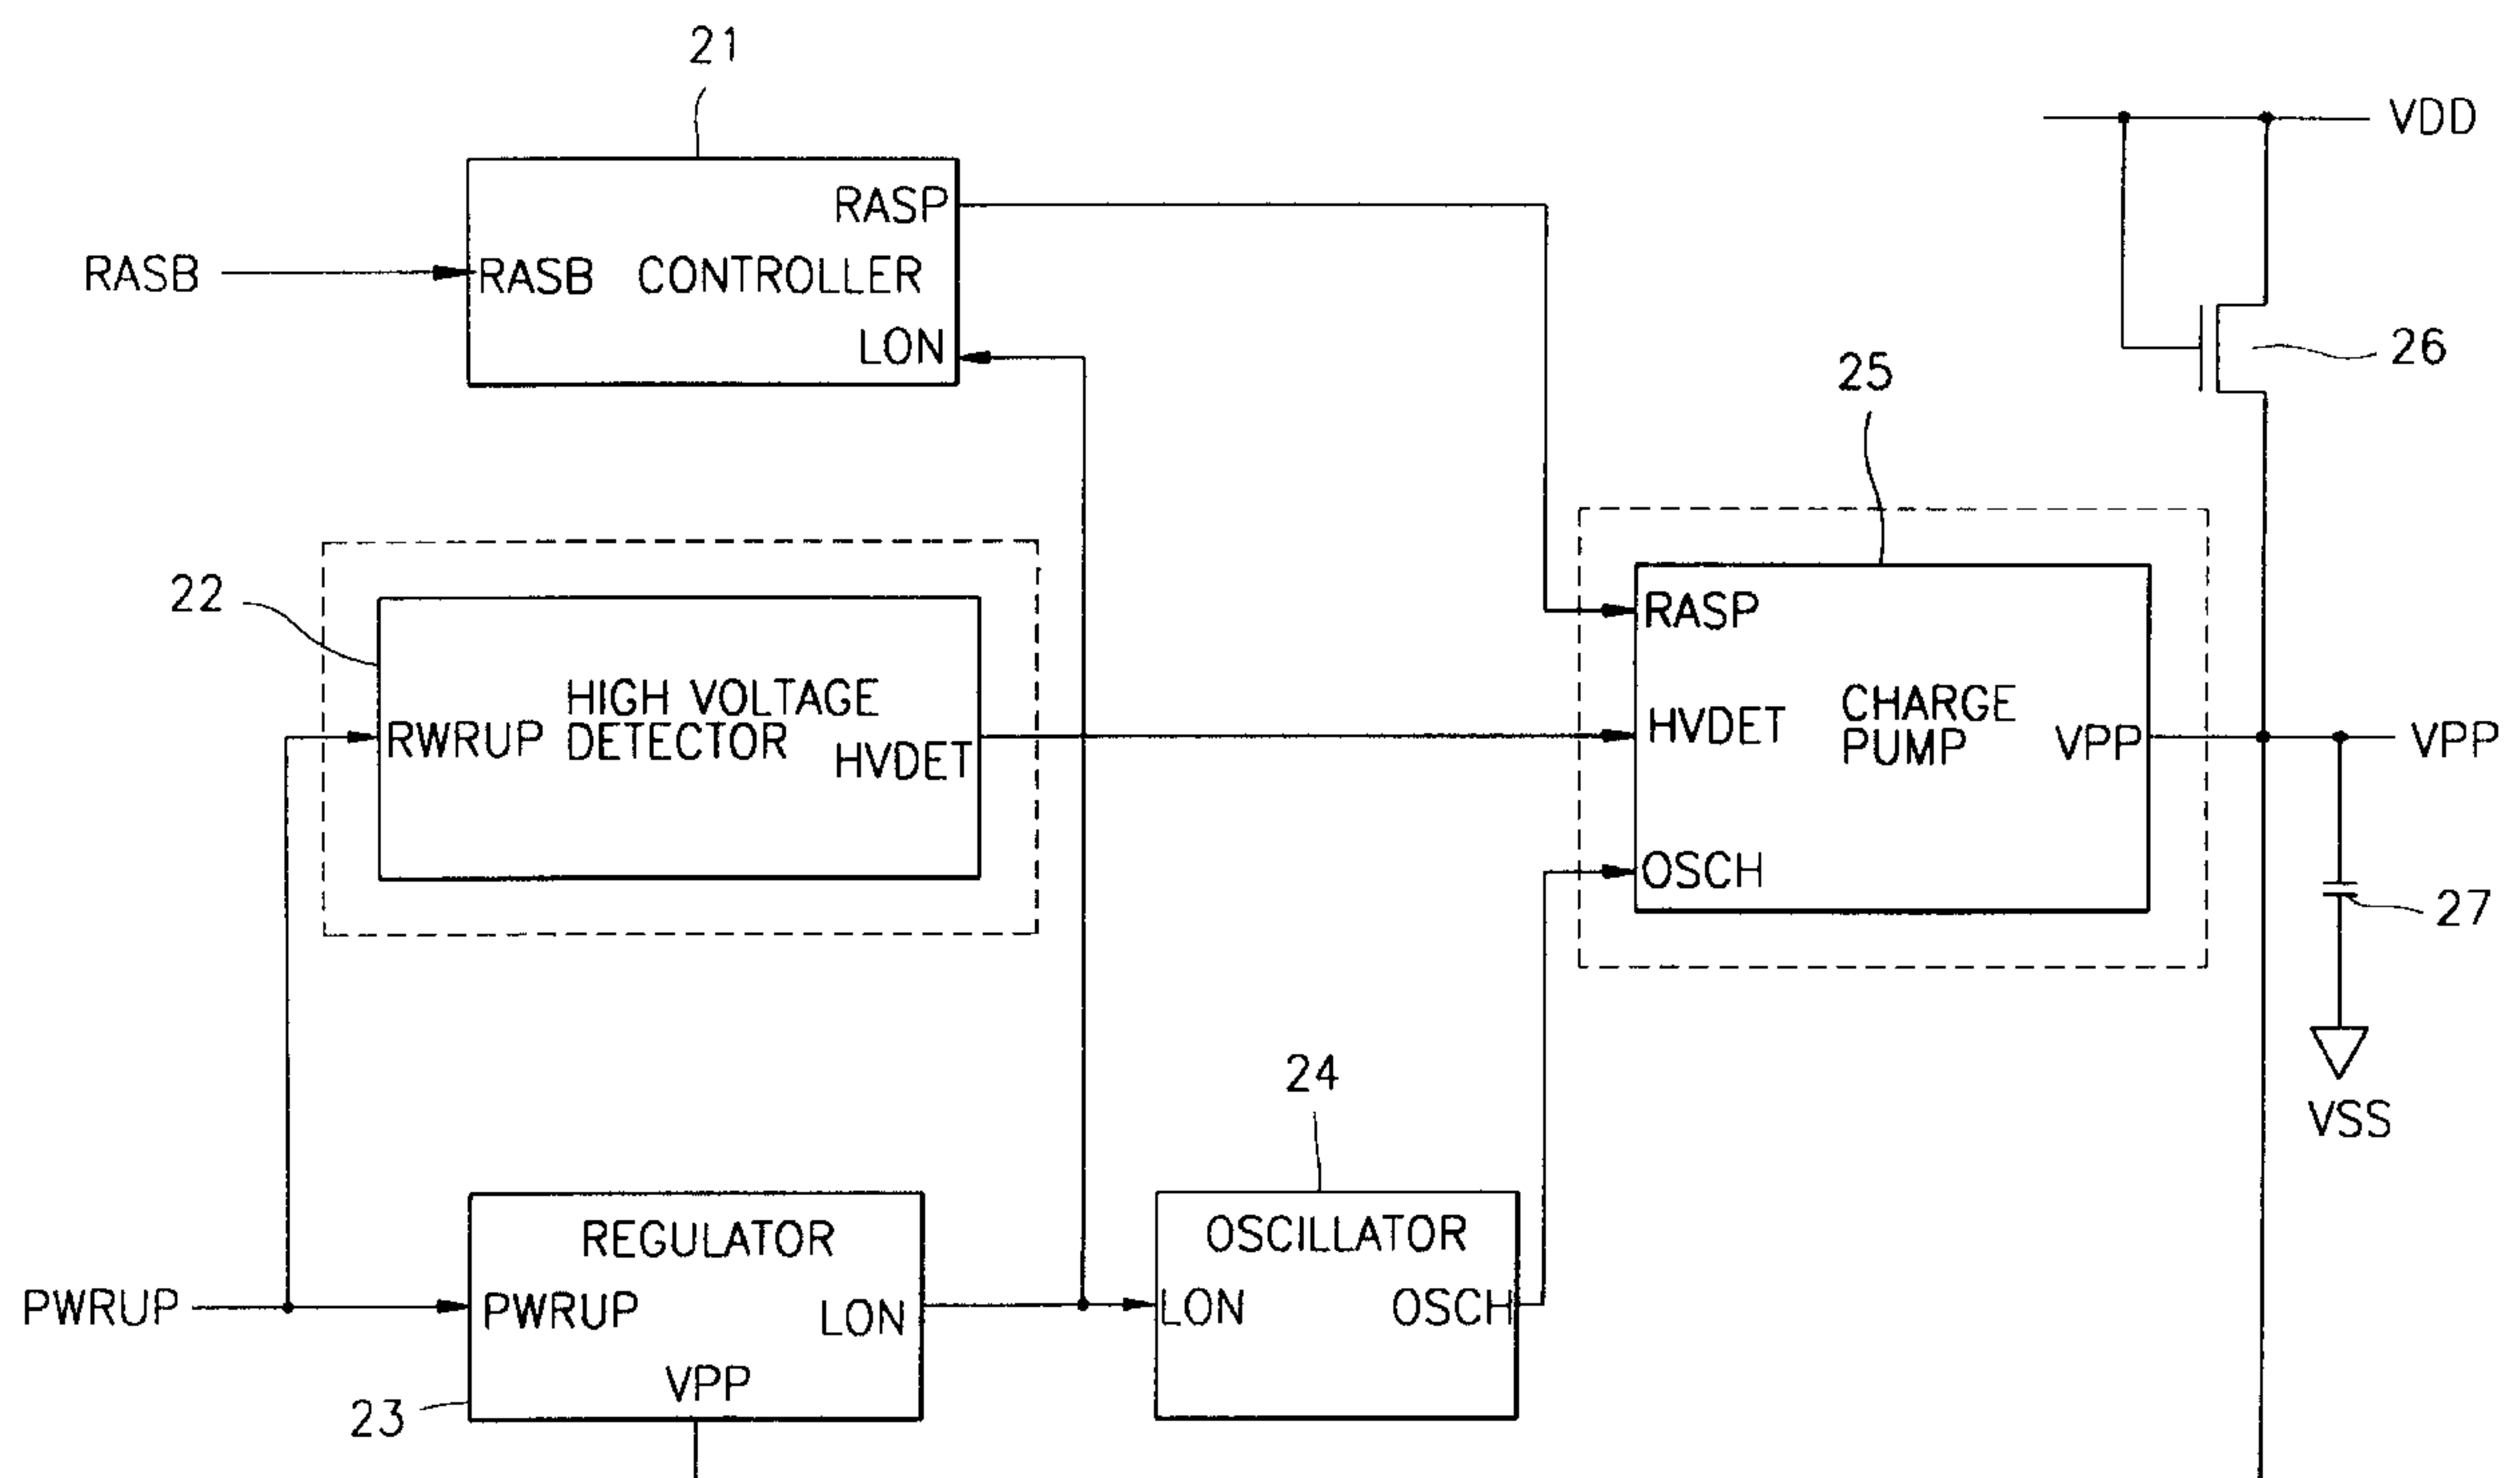 21
VDD
RASP
RASB
RASB CONTROLLER
LON
26
25
22
RASP
HIGH VOLTAGE
DETECTOR
RWRUP
HVDET
HVDET
CHARGE
PUMP
VPP
VPP
OSCH
27
24
VSS
REGULATOR
OSCILLATOR
PWRUP
PWRUP
LON
LON
OSCH
VPP
23